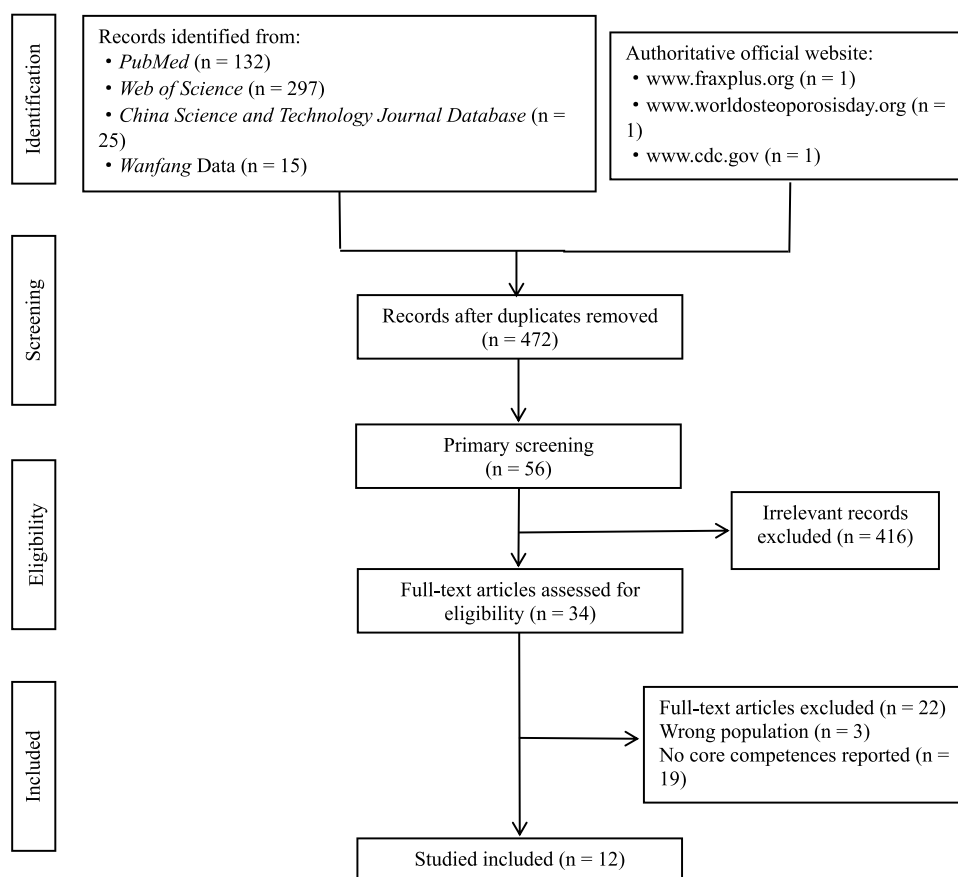 Identification
Records identified from:
• PubMed (n = 132)
• Web of Science (n = 297)
• China Science and Technology Journal Database (n =
25)
• Wanfang Data (n = 15)
Authoritative official website:
• www.fraxplus.org (n = 1)
• www.worldosteoporosisday.org (n =
1)
• www.cdc.gov (n = 1)
Screening
Records after duplicates removed
(n = 472)
Primary screening
(n = 56)
Eligibility
Irrelevant records
excluded (n = 416)
Full-text articles assessed for
eligibility (n = 34)
Included
Full-text articles excluded (n = 22)
Wrong population (n = 3)
No core competences reported (n =
19)
Studied included (n = 12)